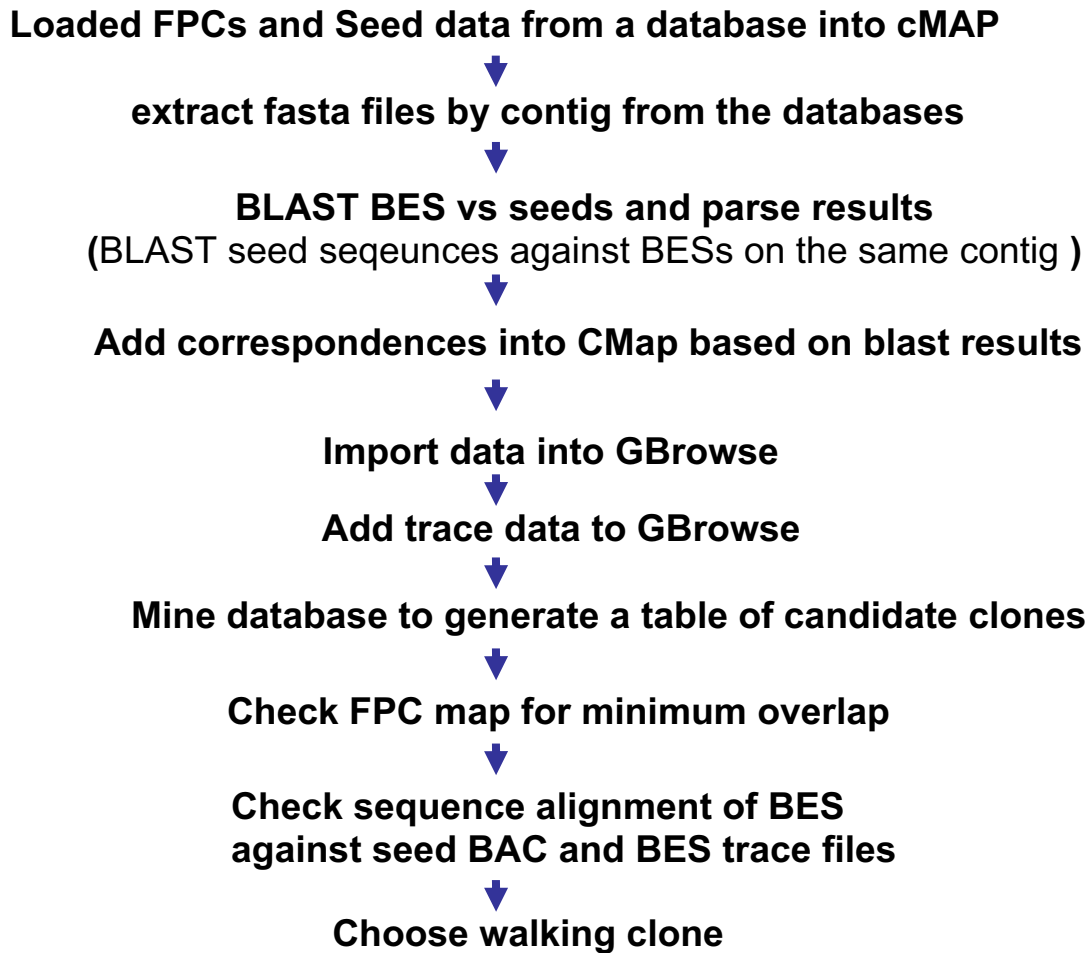 Loaded FPCs and Seed data from a database into cMAP
extract fasta files by contig from the databases
BLAST BES vs seeds and parse results
(BLAST seed seqeunces against BESs on the same contig )
Add correspondences into CMap based on blast results
Import data into GBrowse
Add trace data to GBrowse
Mine database to generate a table of candidate clones
Check FPC map for minimum overlap
Check sequence alignment of BES
against seed BAC and BES trace files
Choose walking clone